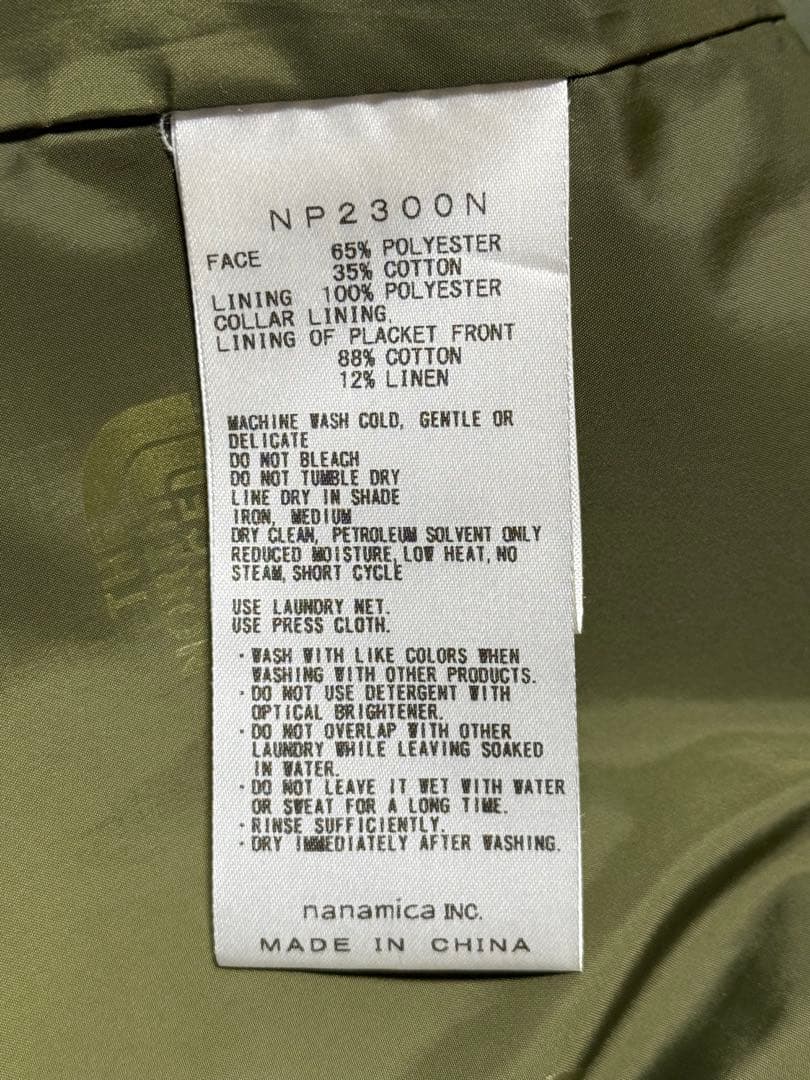 NP2300N
FACE 65% POLYESTER
35% COTTON
LINING 100% POLYESTER
COLLAR LINING.
LINING OF PLACKET FRONT
88% COTTON
12% LINEN
MACHINE WASH COLD, GENTLE OR
DELICATE
DO NOT BLEACH
DO NOT TUMBLE DRY
LINE DRY IN SHADE
IRON, MEDIUM
DRY CLEAN, PETROLEUM SOLVENT ONLY
REDUCED MOISTURE, LOW HEAT, NO
STEAM, SHORT CYCLE
USE LAUNDRY NET.
USE PRESS CLOTH.
・WASH WITH LIKE COLORS WHEN
WASHING WITH OTHER PRODUCTS.
・DO NOT USE DETERGENT WITH
OPTICAL BRIGHTENER.
・DO NOT OVERLAP WITH OTHER
LAUNDRY WHILE LEAVING SOAKED
IN WATER.
・DO NOT LEAVE IT WET WITH WATER
OR SWEAT FOR A LONG TIME.
・RINSE SUFFICIENTLY.
・DRY IMMEDIATELY AFTER WASHING.
nanamica INC.
MADE IN CHINA
THE